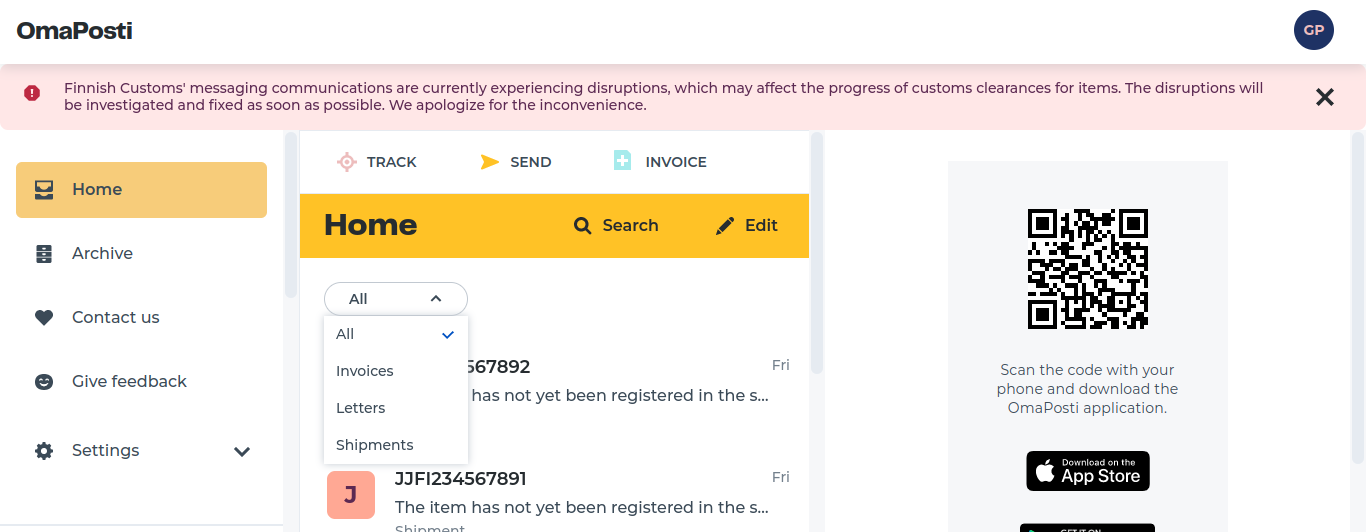 OmaPosti
GP
Finnish Customs' messaging communications are currently experiencing disruptions, which may affect the progress of customs clearances for items. The disruptions will
be investigated and fixed as soon as possible. We apologize for the inconvenience.
Home
Archive
Contact us
Give feedback
Settings
TRACK SEND INVOICE
Home Search Edit
All
All
Invoices
Letters
Shipments
567892 Fri
has not yet been registered in the s...
J
JJFI234567891 Fri
The item has not yet been registered in the s...
Shipment
Scan the code with your
phone and download the
OmaPosti application.
Download on the
App Store
GET IT ON